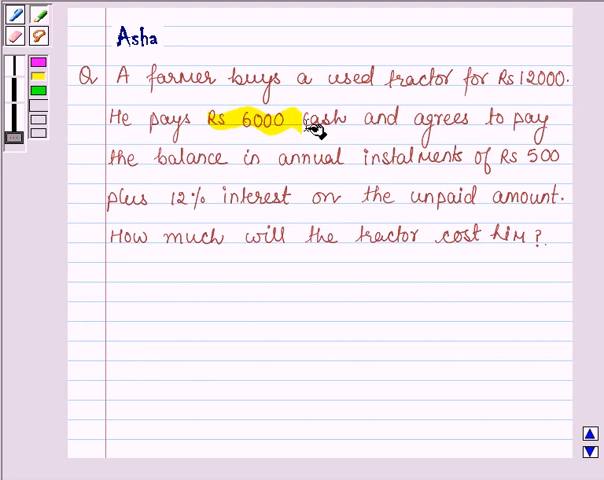 Asha
Q A farmer buys a used tractor for Rs 12000.
He pays Rs 6000 cash and agrees to pay
the balance in annual instalments of Rs 500
plus 12% interest on the unpaid amount.
How much will the tractor cost him?